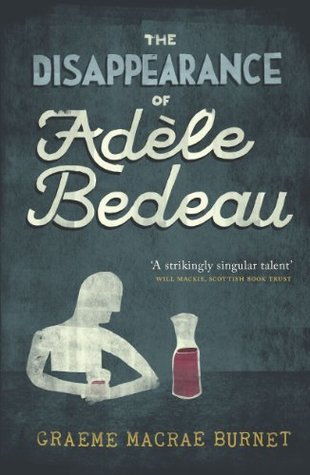 THE
DISAPPEARANCE
OF
Adèle
Bedeau
‘A strikingly singular talent’
WILL MACKIE, SCOTTISH BOOK TRUST
GRAEME MACRAE BURNET